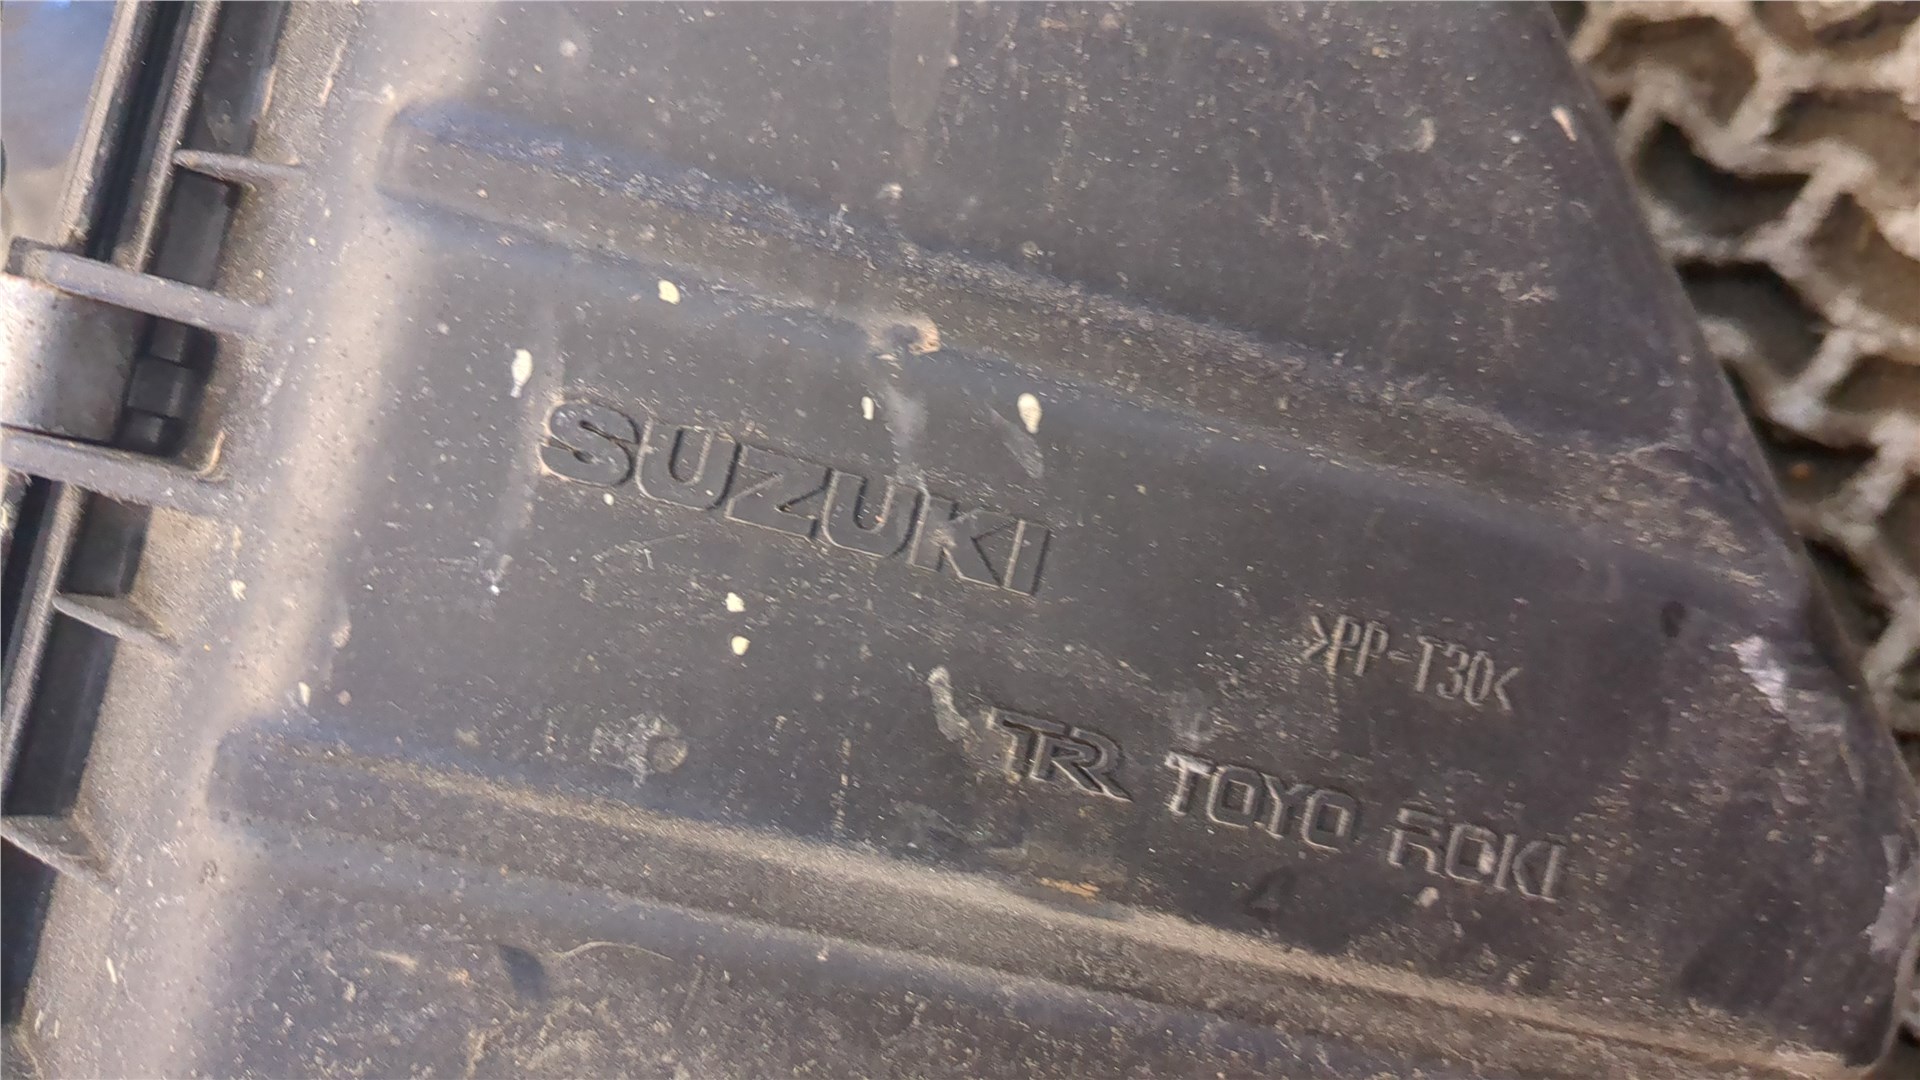 SUZUKI
>PP-T30<
TR TOYO ROKI